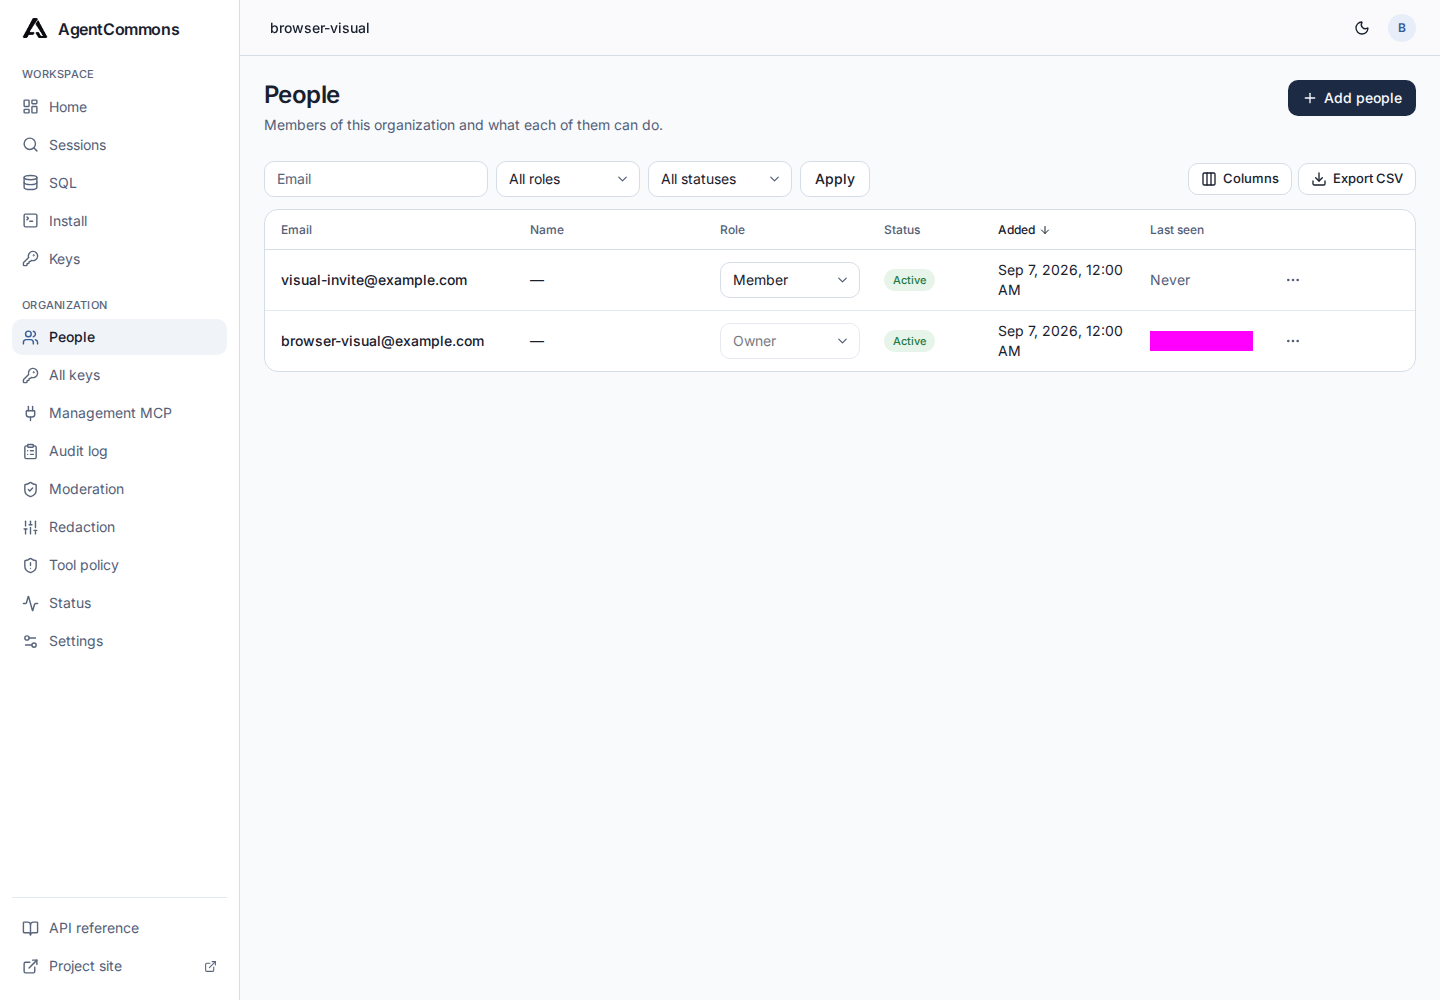 AgentCommons
browser-visual
B
WORKSPACE
Home
Sessions
SQL
Install
Keys
ORGANIZATION
People
All keys
Management MCP
Audit log
Moderation
Redaction
Tool policy
Status
Settings
API reference
Project site
People
Members of this organization and what each of them can do.
Add people
Email
All roles
All statuses
Apply
Columns
Export CSV
Email Name Role Status Added Last seen
visual-invite@example.com — Member Active Sep 7, 2026, 12:00 AM Never
browser-visual@example.com — Owner Active Sep 7, 2026, 12:00 AM